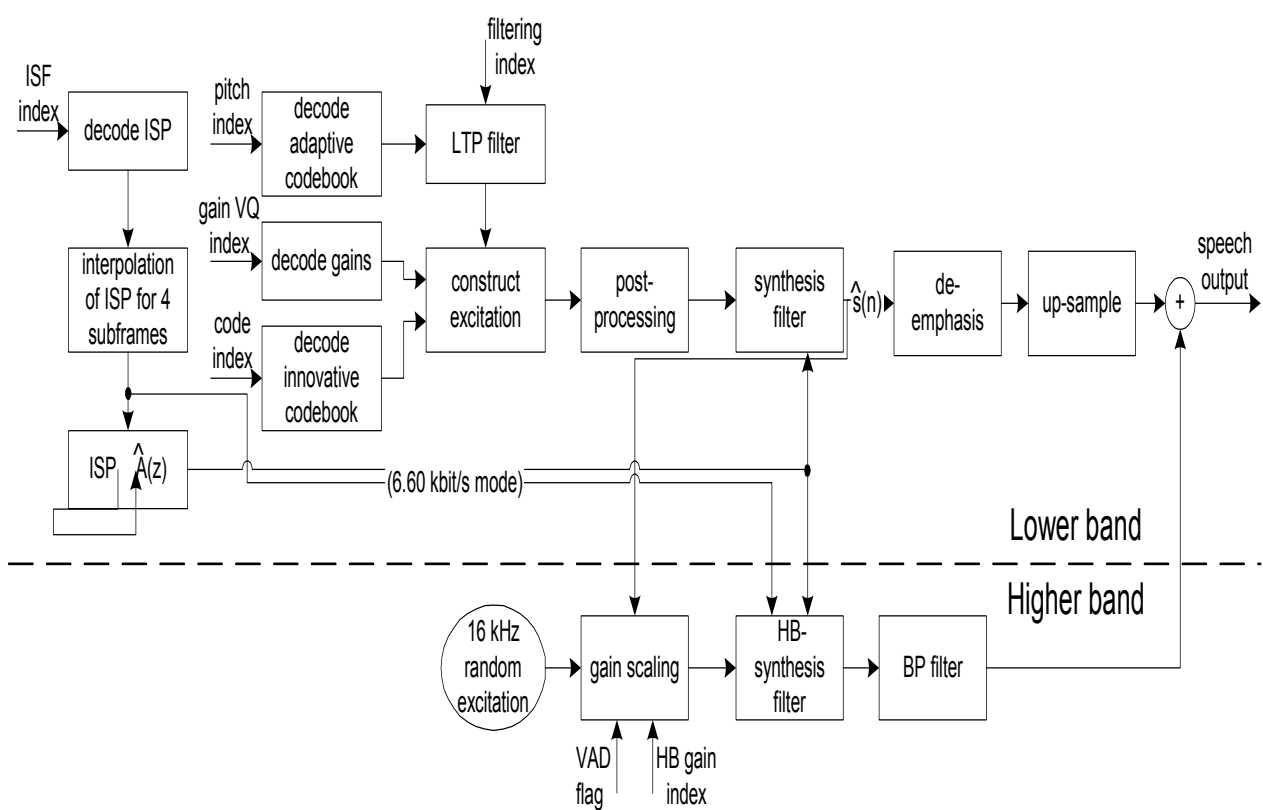 filtering
index
ISF
index
decode ISP
pitch
index
decode
adaptive
codebook
LTP filter
gain VQ
index
decode gains
interpolation
of ISP for 4
subframes
construct
excitation
post-
processing
synthesis
filter
ŝ(n)
de-
emphasis
up-sample
+
speech
output
code
index
decode
innovative
codebook
ISP Â(z)
(6.60 kbit/s mode)
Lower band
Higher band
16 kHz
random
excitation
gain scaling
HB-
synthesis
filter
BP filter
VAD
flag
HB gain
index